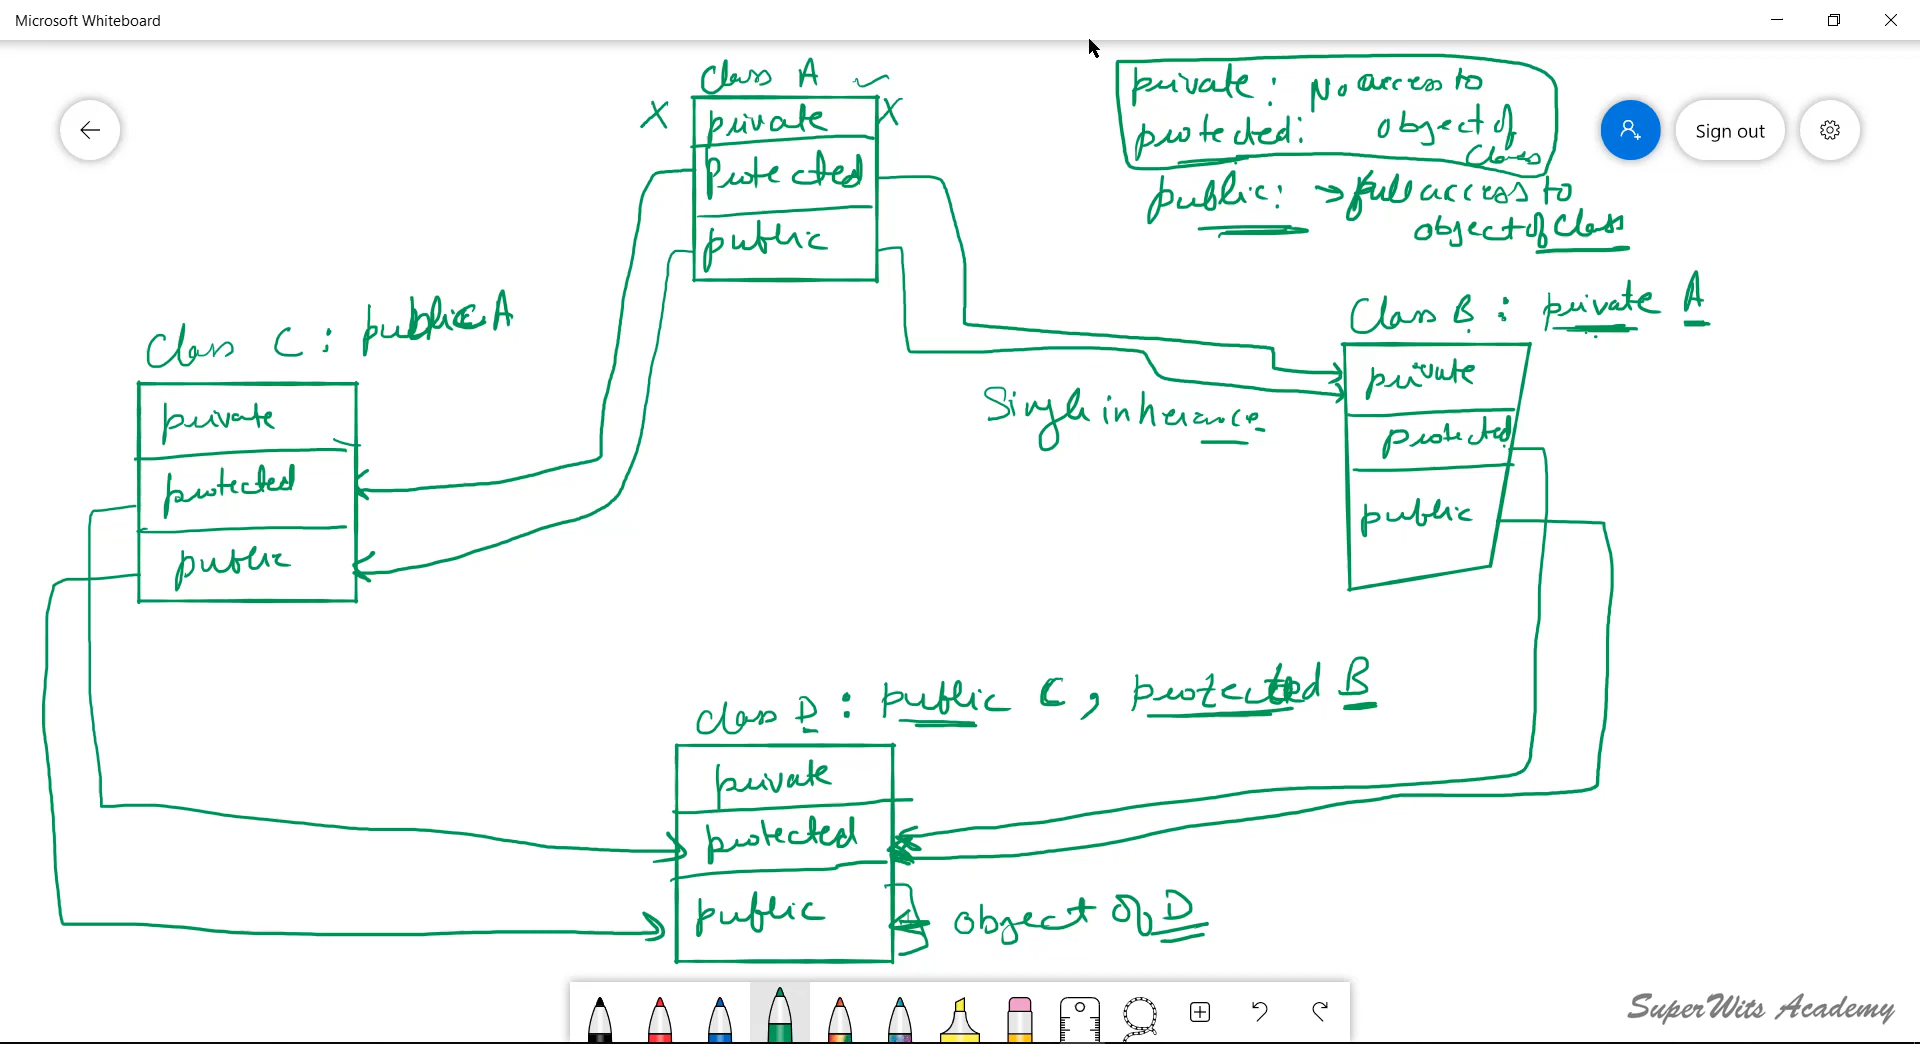 Microsoft Whiteboard
Class A
X private X
Protected
public
private : No access to
protected : object of
Class
public : → full access to
object of Class
Sign out
Class C : public A
private
protected
public
Class B : private A
private
protected
public
Single inherance
class D : public C , protected B
private
protected
public
object of D
SuperWits Academy